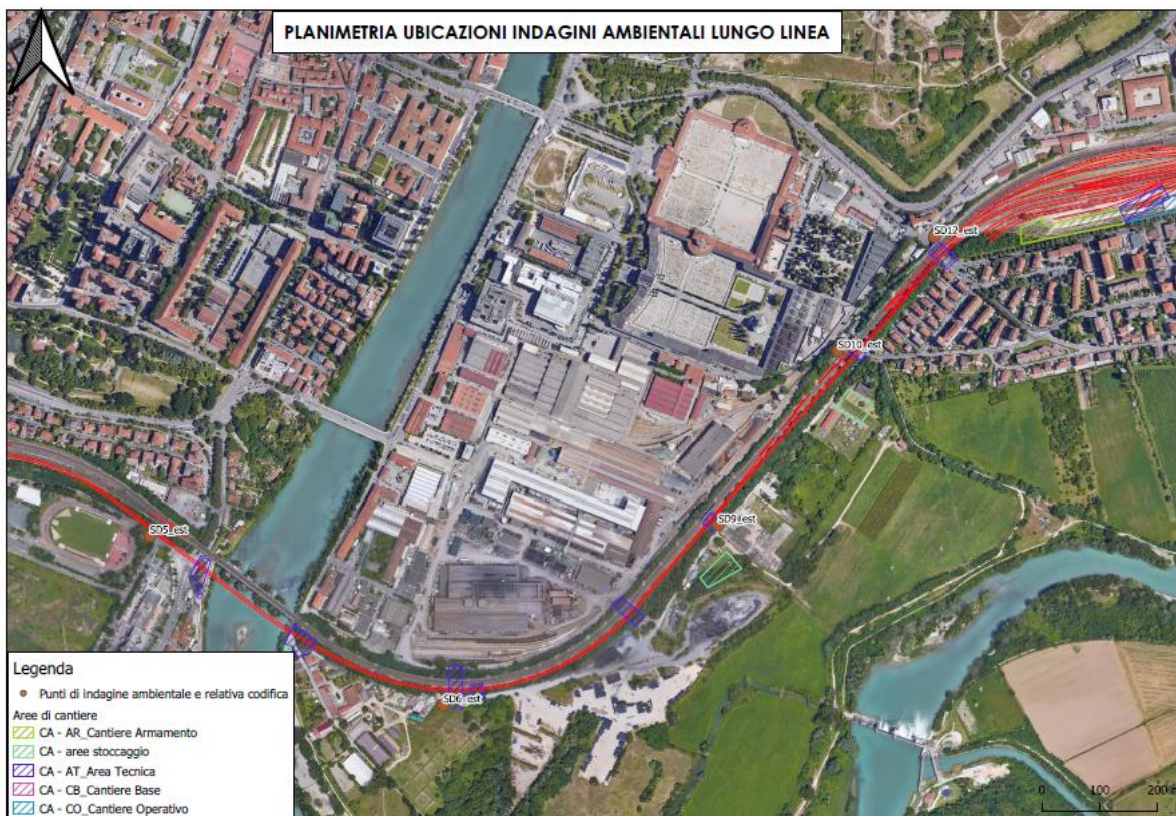 PLANIMETRIA UBICAZIONI INDAGINI AMBIENTALI LUNGO LINEA
SD12_est
SD10_est
SD9_est
SD5_est
SD6_est
Legenda
Punti di indagine ambientale e relativa codifica
Aree di cantiere
CA - AR_Cantiere Armamento
CA - aree stoccaggio
CA - AT_Area Tecnica
CA - CB_Cantiere Base
CA - CO_Cantiere Operativo
0 100 200 m